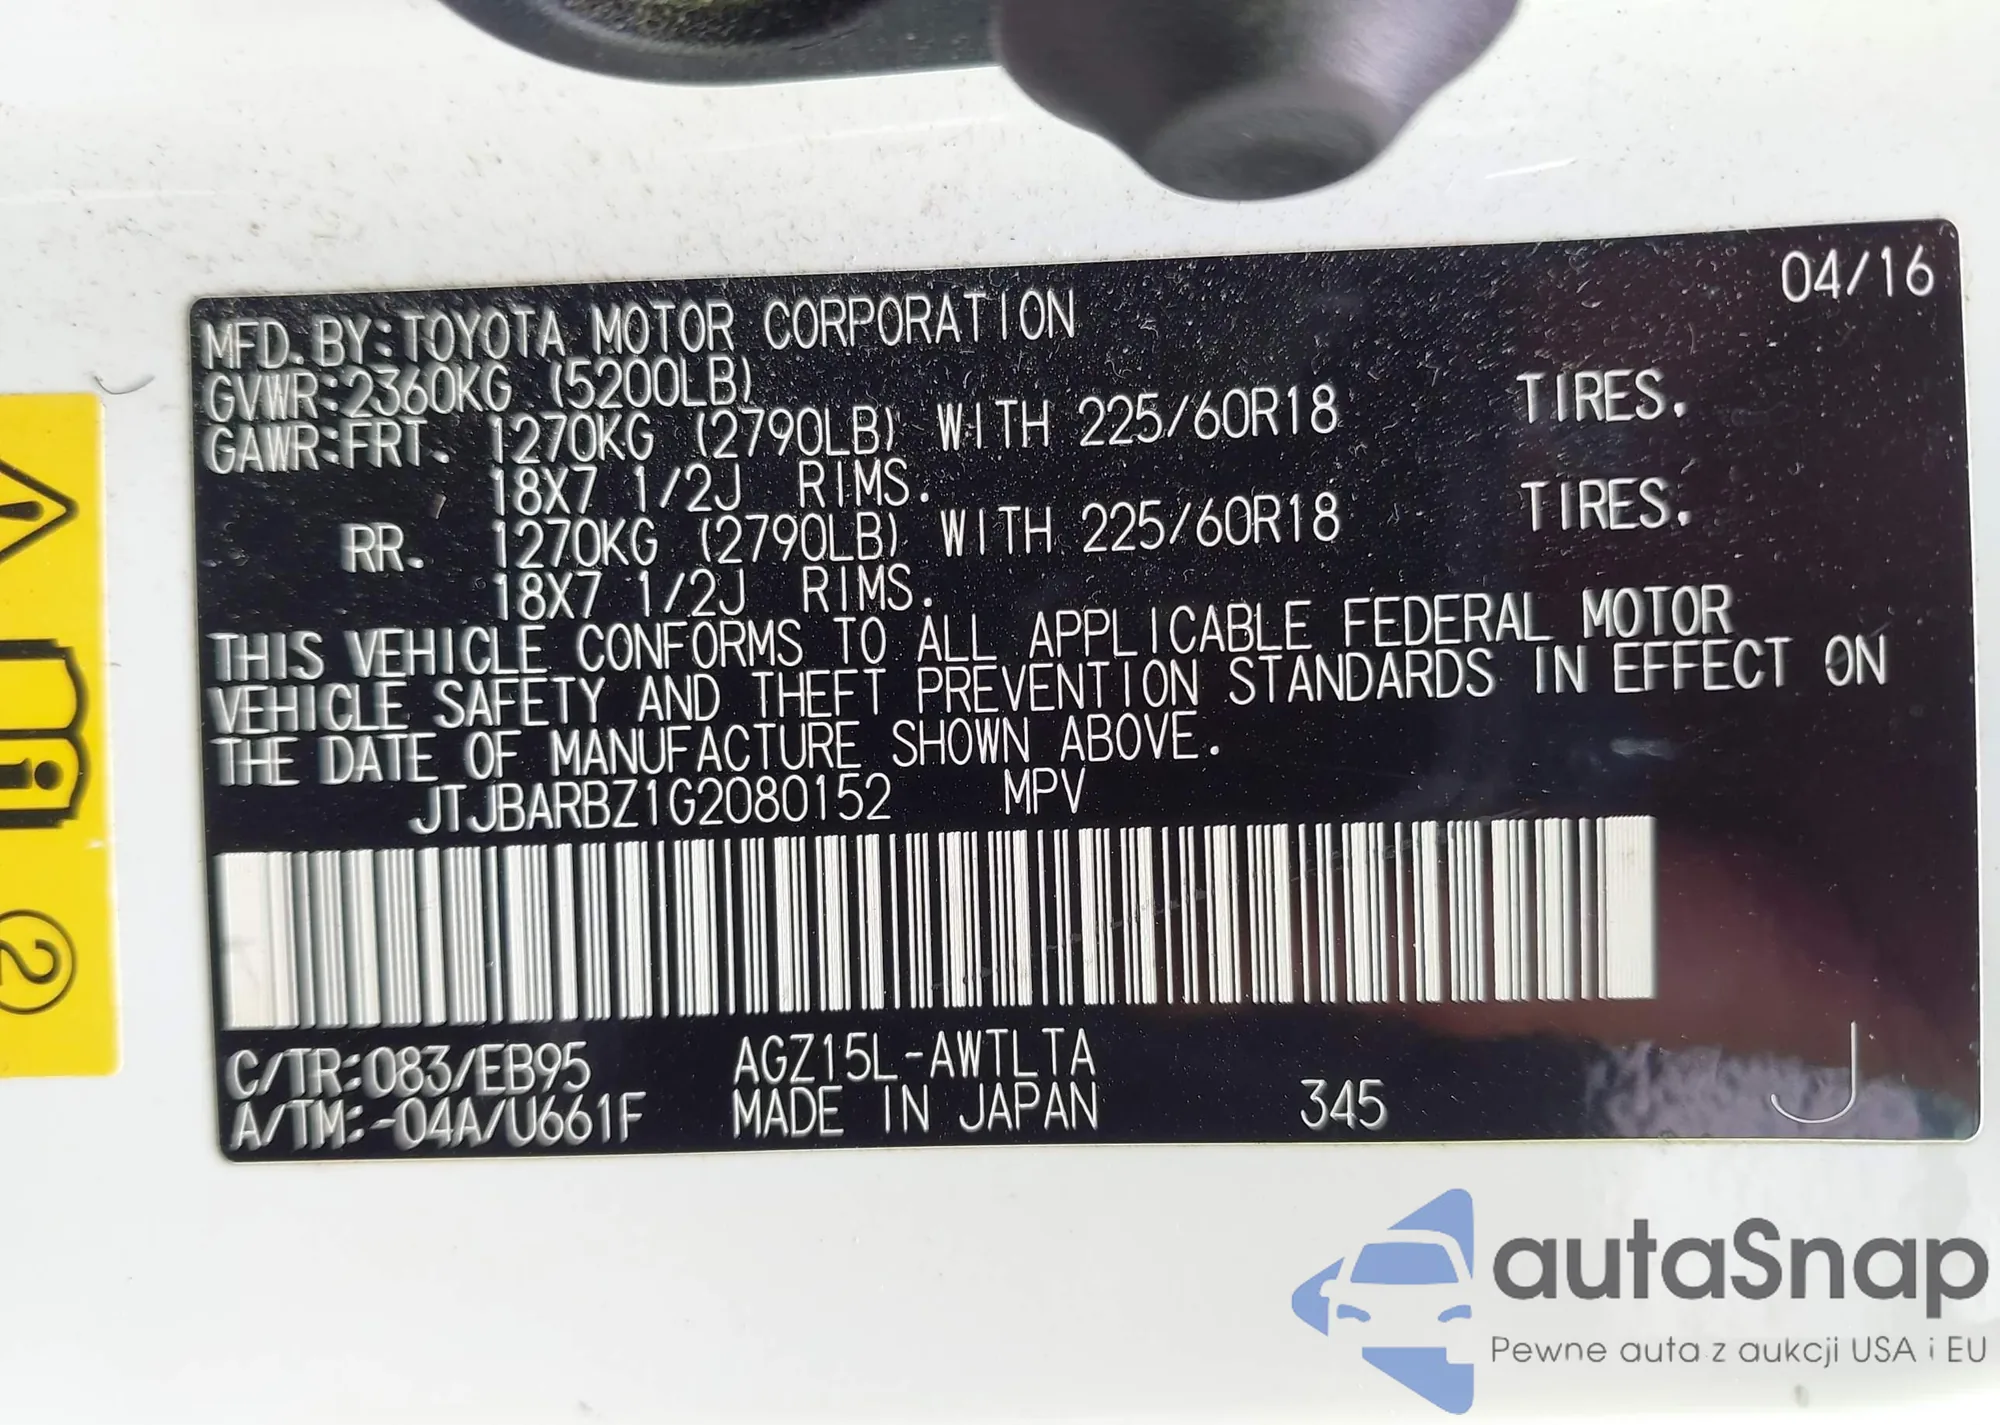 04/16
MFD. BY: TOYOTA MOTOR CORPORATION
GVWR: 2360KG (5200LB)
GAWR: FRT. 1270KG (2790LB) WITH 225/60R18 TIRES.
18X7 1/2J RIMS.
RR. 1270KG (2790LB) WITH 225/60R18 TIRES.
18X7 1/2J RIMS.
THIS VEHICLE CONFORMS TO ALL APPLICABLE FEDERAL MOTOR
VEHICLE SAFETY AND THEFT PREVENTION STANDARDS IN EFFECT ON
THE DATE OF MANUFACTURE SHOWN ABOVE.
JTJBARBZ1G2080152 MPV
C/TR: 083/EB95 AGZ15L-AWTLTA
A/TM: -04A/U661F MADE IN JAPAN 345 J
i
2
autaSnap
Pewne auta z aukcji USA i EU